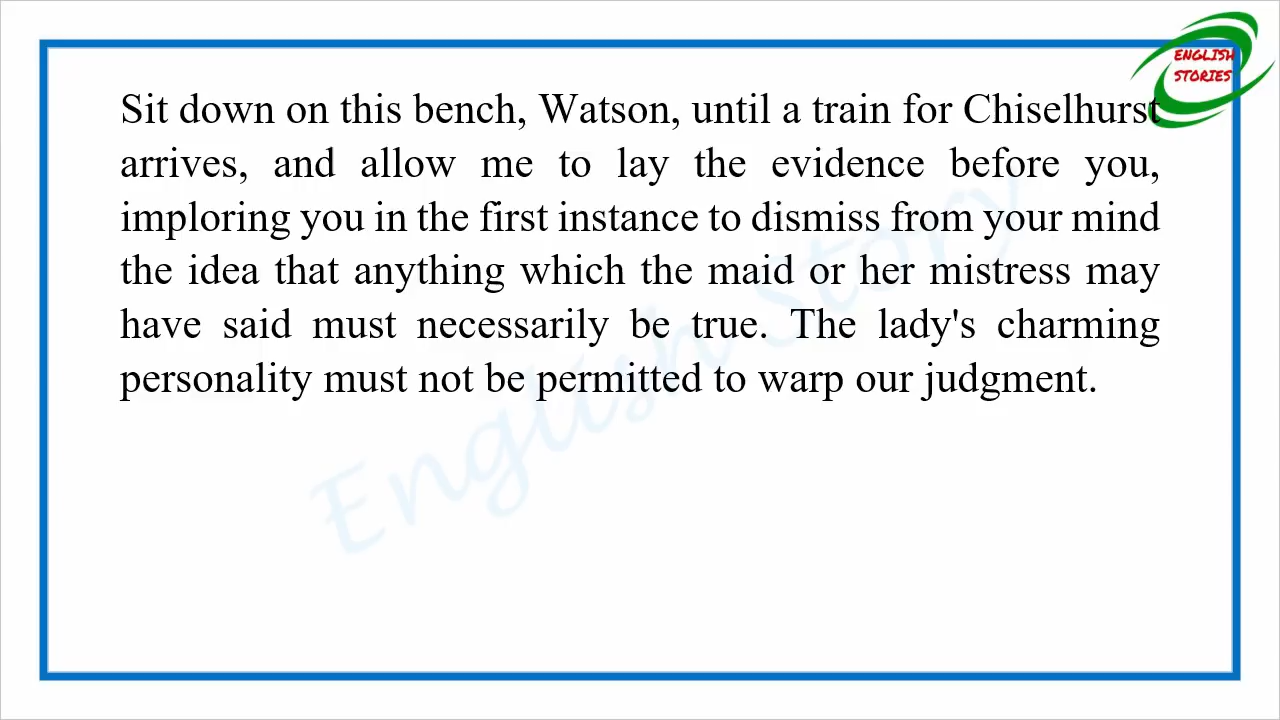 ENGLISH
STORIES
Sit down on this bench, Watson, until a train for Chiselhurst
arrives, and allow me to lay the evidence before you,
imploring you in the first instance to dismiss from your mind
the idea that anything which the maid or her mistress may
have said must necessarily be true. The lady's charming
personality must not be permitted to warp our judgment.
English Story